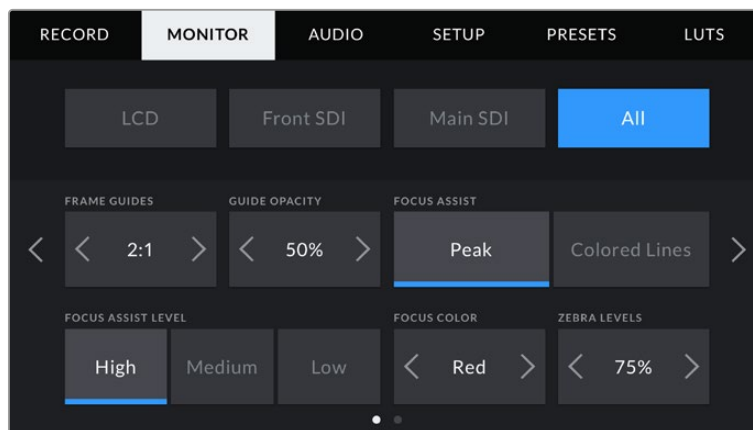 RECORD MONITOR AUDIO SETUP PRESETS LUTS
LCD Front SDI Main SDI All
FRAME GUIDES GUIDE OPACITY FOCUS ASSIST
2:1 50% Peak Colored Lines
FOCUS ASSIST LEVEL FOCUS COLOR ZEBRA LEVELS
High Medium Low Red 75%